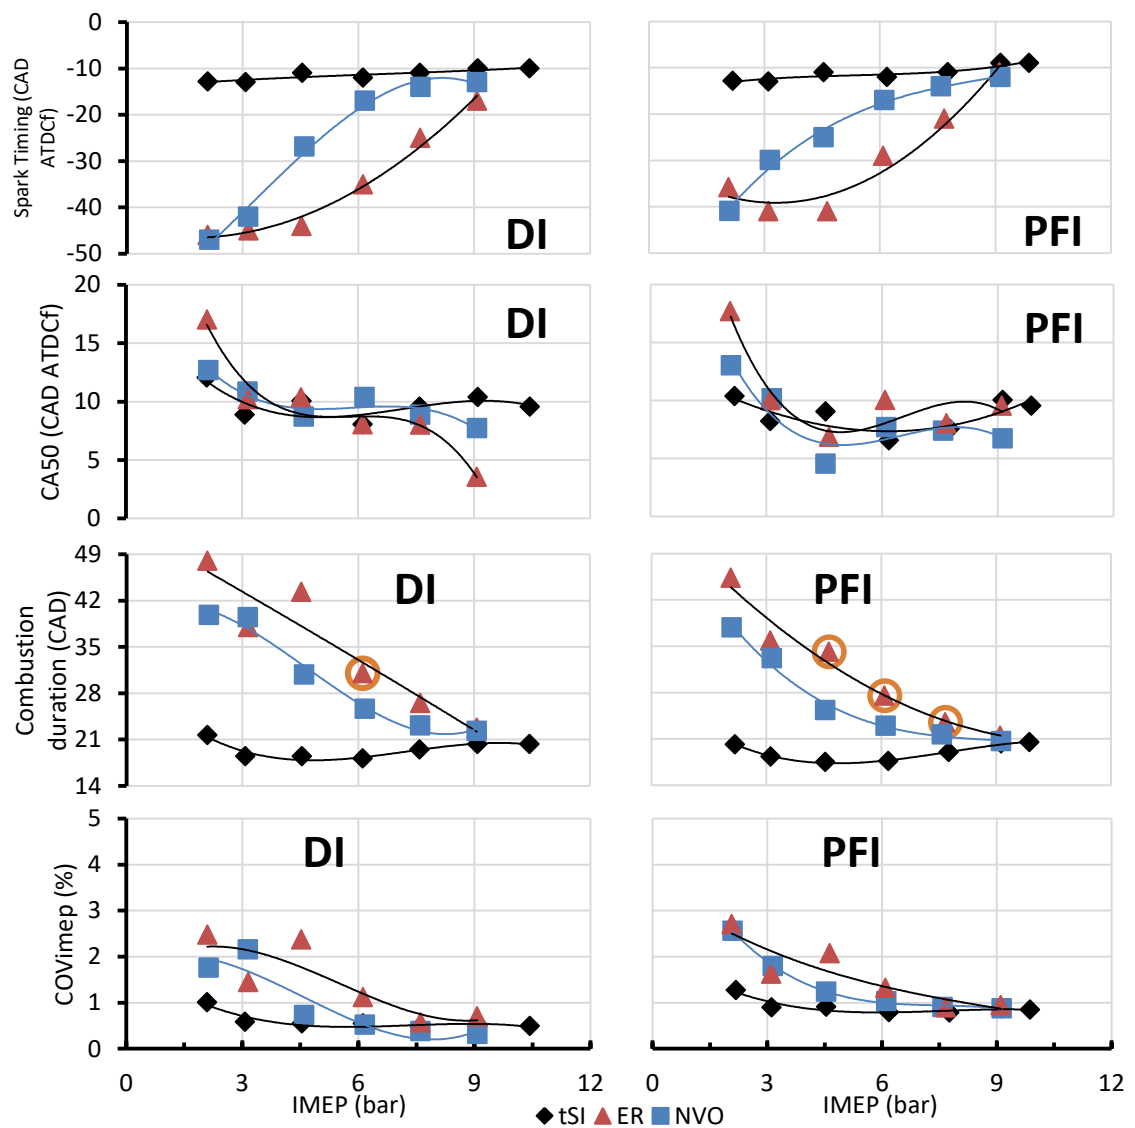 0
-10
-20
-30
-40
-50
Spark Timing (CAD
ATDCf)
DI
PFI
20
15
10
5
0
CA50 (CAD ATDCf)
DI
PFI
49
42
35
28
21
14
Combustion
duration (CAD)
DI
PFI
5
4
3
2
1
0
COVimep (%)
DI
PFI
0 3 6 9 12
0 3 6 9 12
IMEP (bar)
IMEP (bar)
tSI ER NVO